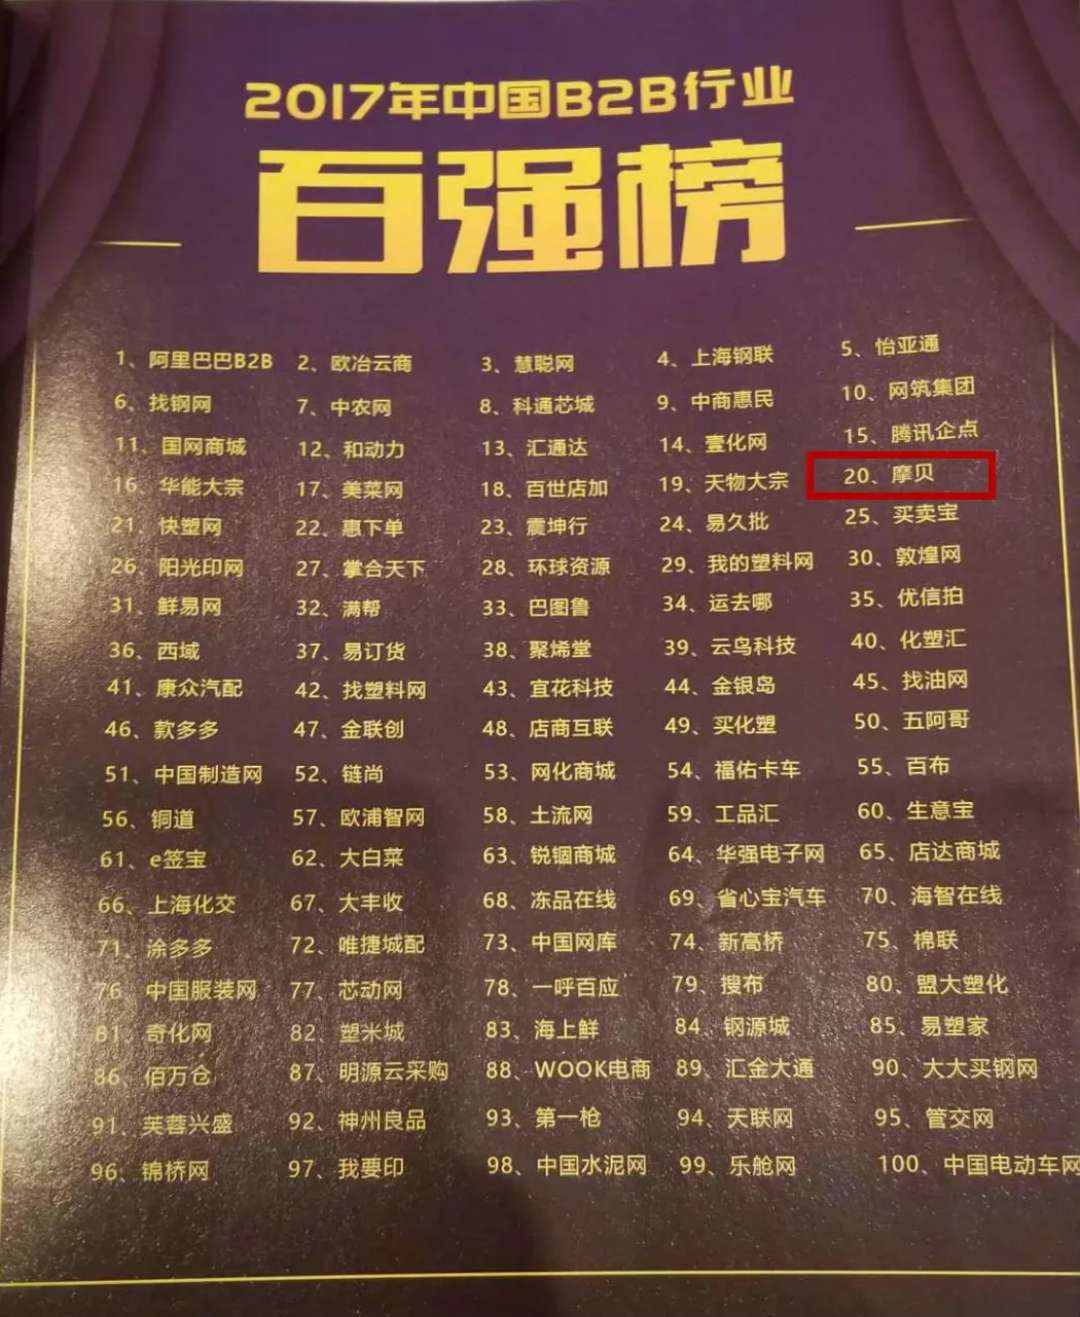 2017年中国B2B行业
百强榜
1、阿里巴巴B2B 2、欧冶云商 3、慧聪网 4、上海钢联 5、怡亚通
6、找钢网 7、中农网 8、科通芯城 9、中商惠民 10、网筑集团
11、国网商城 12、和动力 13、汇通达 14、壹化网 15、腾讯企点
16、华能大宗 17、美菜网 18、百世店加 19、天物大宗 20、摩贝
21、快塑网 22、惠下单 23、震坤行 24、易久批 25、买卖宝
26、阳光印网 27、掌合天下 28、环球资源 29、我的塑料网 30、敦煌网
31、鲜易网 32、满帮 33、巴图鲁 34、运去哪 35、优信拍
36、西域 37、易订货 38、聚烯堂 39、云鸟科技 40、化塑汇
41、康众汽配 42、找塑料网 43、宜花科技 44、金银岛 45、找油网
46、款多多 47、金联创 48、店商互联 49、买化塑 50、五阿哥
51、中国制造网 52、链尚 53、网化商城 54、福佑卡车 55、百布
56、铜道 57、欧浦智网 58、土流网 59、工品汇 60、生意宝
61、e签宝 62、大白菜 63、锐锢商城 64、华强电子网 65、店达商城
66、上海化交 67、大丰收 68、冻品在线 69、省心宝汽车 70、海智在线
71、涂多多 72、唯捷城配 73、中国网库 74、新高桥 75、棉联
76、中国服装网 77、芯动网 78、一呼百应 79、搜布 80、盟大塑化
81、奇化网 82、塑米城 83、海上鲜 84、钢源城 85、易塑家
86、佰万仓 87、明源云采购 88、WOOK电商 89、汇金大通 90、大大买钢网
91、芙蓉兴盛 92、神州良品 93、第一枪 94、天联网 95、管交网
96、锦桥网 97、我要印 98、中国水泥网 99、乐舱网 100、中国电动车网